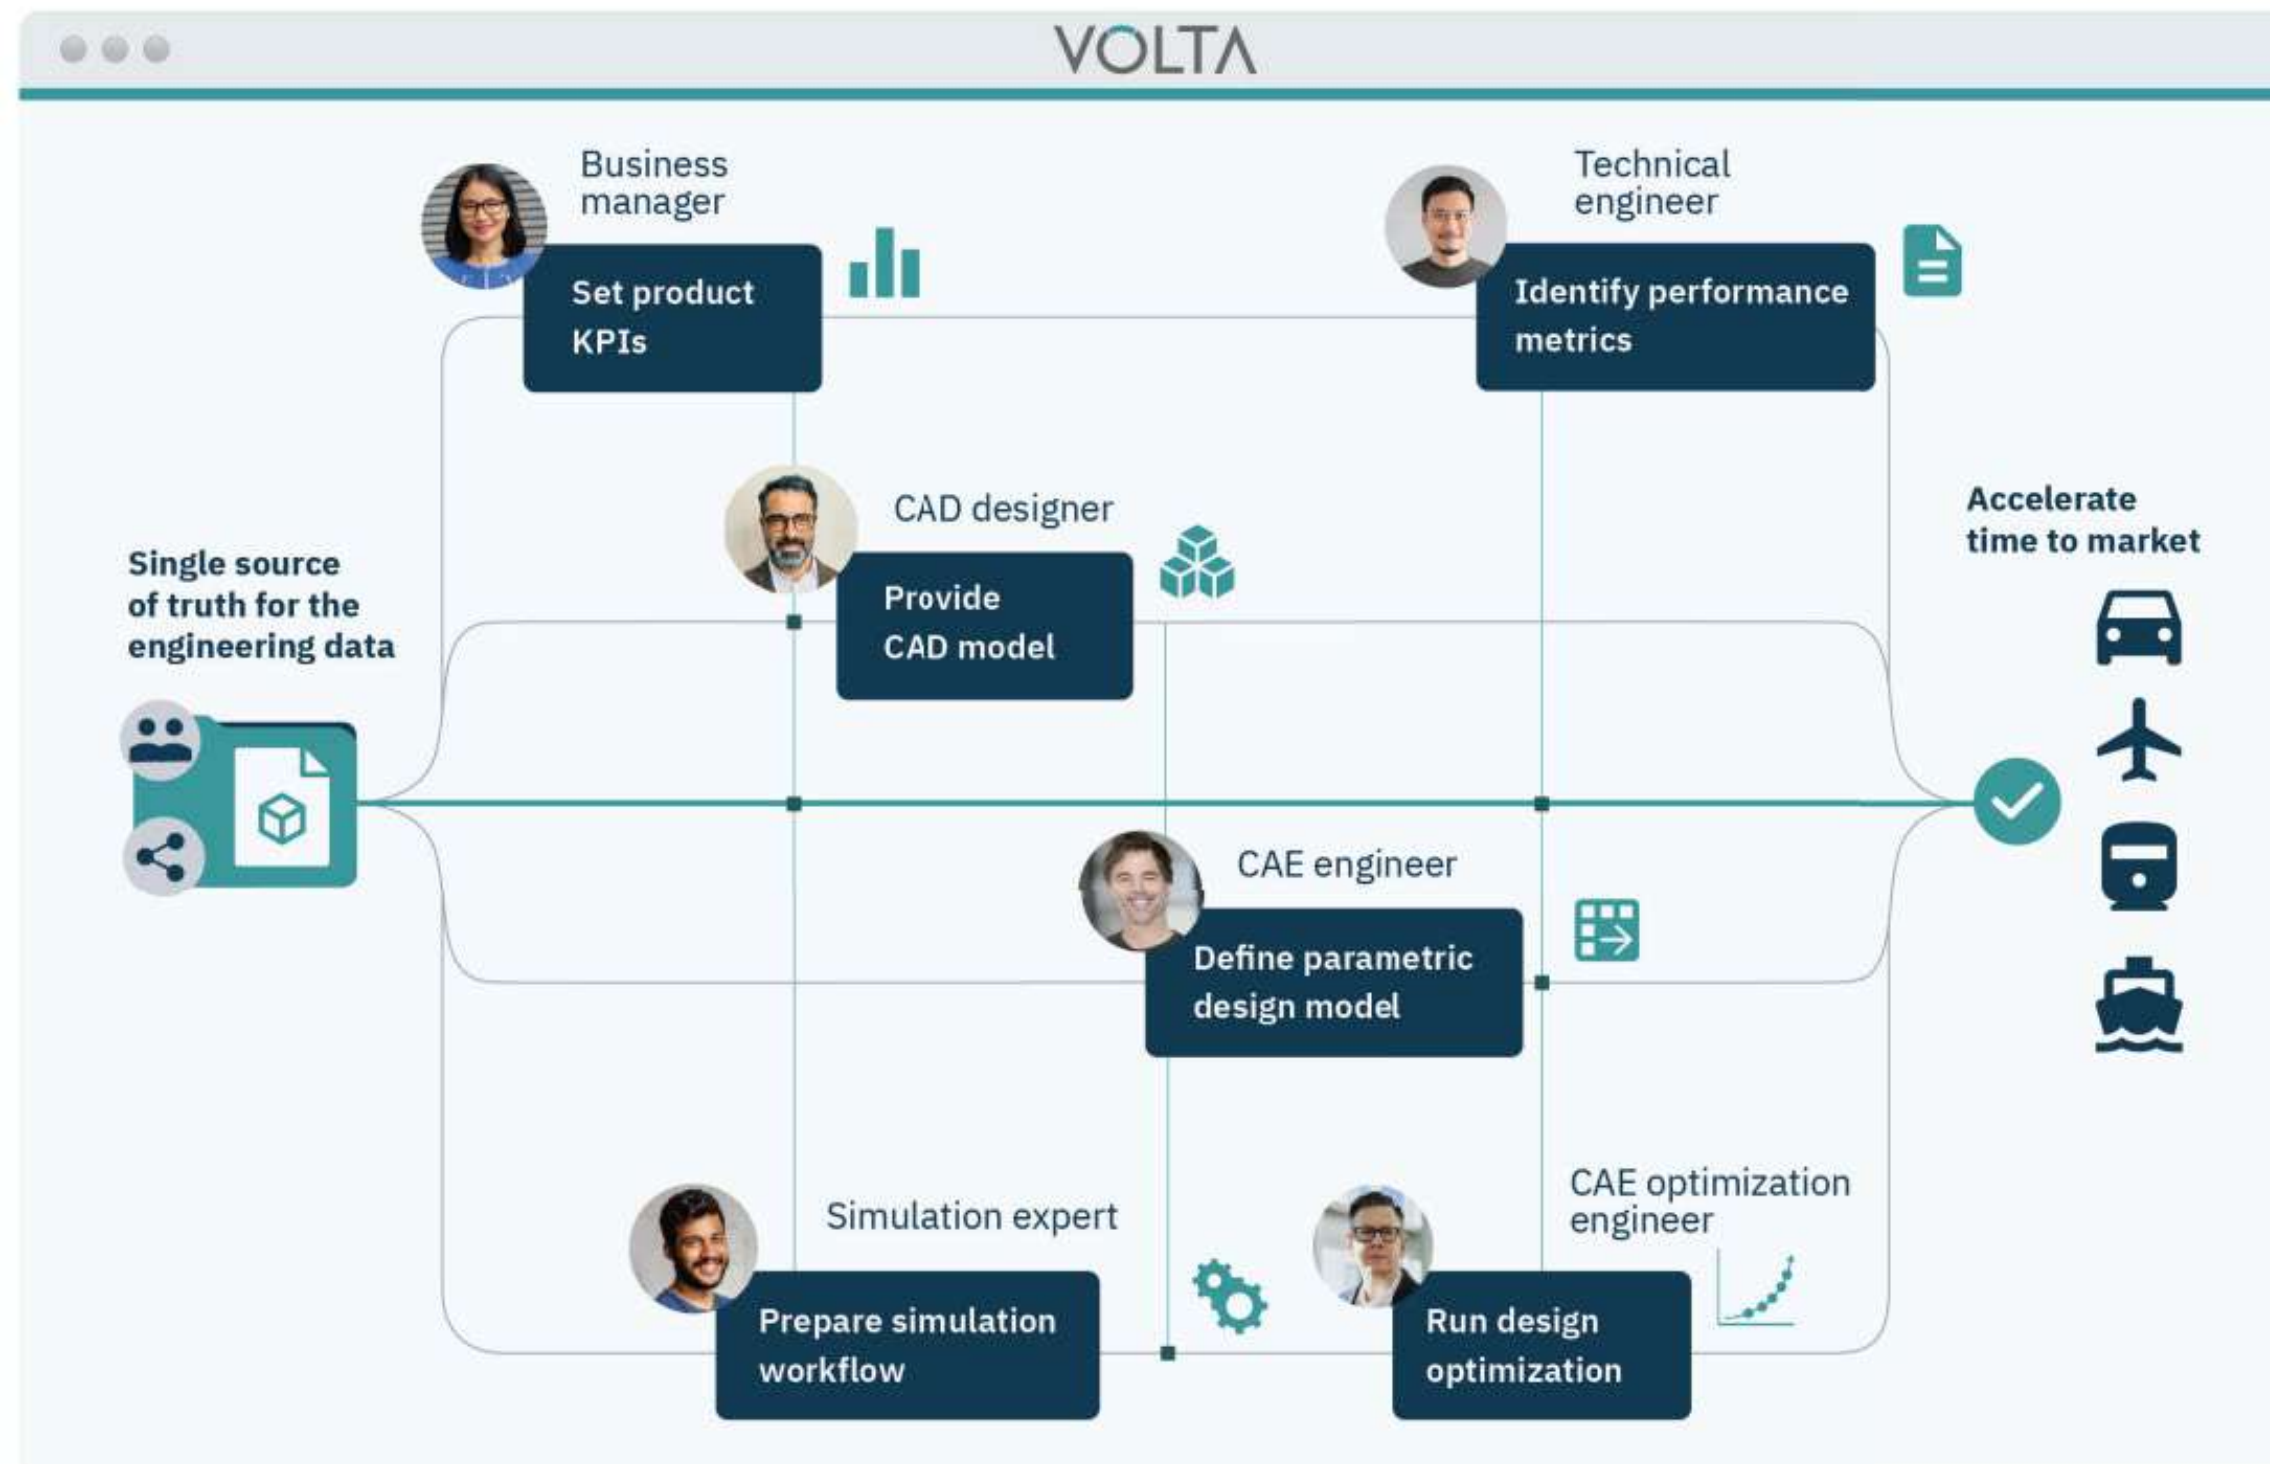 VOLTA
Business
manager
Set product
KPIs
Technical
engineer
Identify performance
metrics
CAD designer
Provide
CAD model
Single source
of truth for the
engineering data
Accelerate
time to market
CAE engineer
Define parametric
design model
Simulation expert
Prepare simulation
workflow
CAE optimization
engineer
Run design
optimization